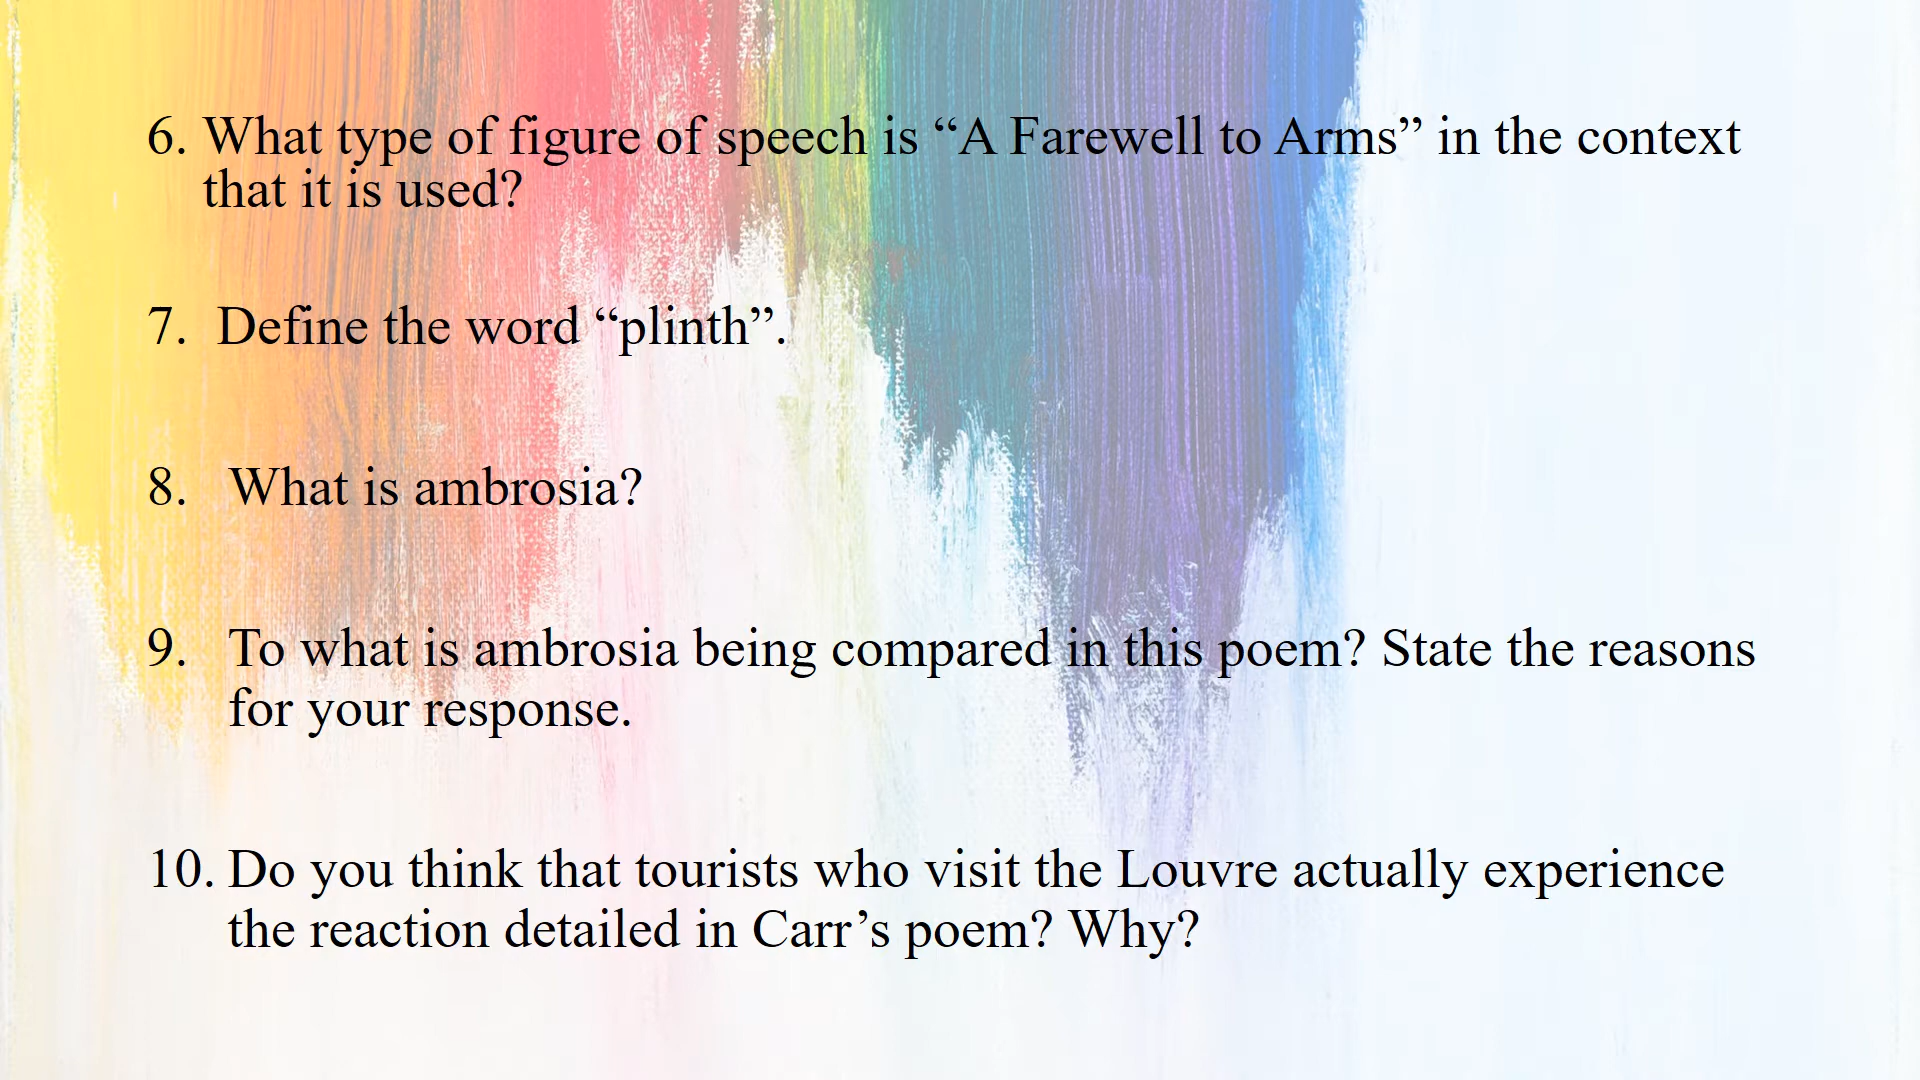 6. What type of figure of speech is “A Farewell to Arms” in the context
that it is used?
7. Define the word “plinth”.
8. What is ambrosia?
9. To what is ambrosia being compared in this poem? State the reasons
for your response.
10. Do you think that tourists who visit the Louvre actually experience
the reaction detailed in Carr’s poem? Why?